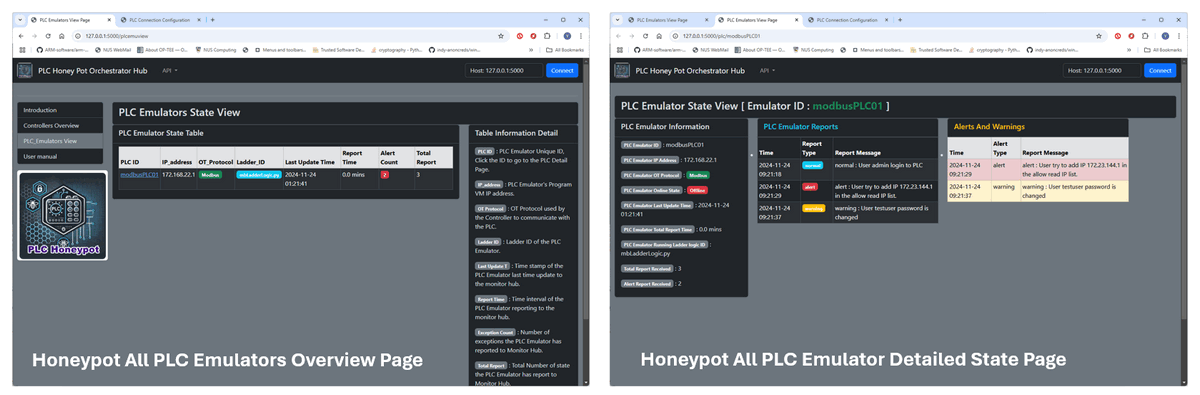 PLC Emulators View Page
PLC Connection Configuration
127.0.0.1:5000/plcemuview
ARM-software/arm-...
NUS WebMail
About OP-TEE — O...
NUS Computing
Menus and toolbars...
Trusted Software De...
cryptography - Pyth...
indy-anoncreds/win...
All Bookmarks
PLC Honey Pot Orchestrator Hub
API
Host: 127.0.0.1:5000
Connect
Introduction
Controllers Overview
PLC_Emulators View
User manual
PLC Honeypot
PLC Emulators State View
PLC Emulator State Table
PLC ID IP_address OT_Protocol Ladder_ID Last Update Time Report Time Alert Count Total Report
modbusPLC01 172.168.22.1 Modbus mbLadderLogic.py 2024-11-24 01:21:41 0.0 mins 2 3
Table Information Detail
PLC ID : PLC Emulator Unique ID,
Click the ID to go to the PLC Detail
Page.
IP_address : PLC Emulator's Program
VM IP address.
OT Protocol : OT Protocol used by
the Controller to communicate with
the PLC.
Ladder ID : Ladder ID of the PLC
Emulator.
Last Update T : Time stamp of the
PLC Emulator last time update to
the monitor hub.
Report Time : Time interval of the
PLC Emulator reporting to the
monitor hub.
Exception Count : Number of
exceptions the PLC Emulator has
reported to Monitor Hub.
Total Report : Total Number of state
the PLC Emulator has report to
Monitor Hub.
Honeypot All PLC Emulators Overview Page
PLC Emulators View Page
PLC Emulators View Page
PLC Connection Configuration
127.0.0.1:5000/plc/modbusPLC01
ARM-software/arm-...
NUS WebMail
About OP-TEE — O...
NUS Computing
Menus and toolbars...
Trusted Software De...
cryptography - Pyth...
indy-anoncreds/win...
All Bookmarks
PLC Honey Pot Orchestrator Hub
API
Host: 127.0.0.1:5000
Connect
PLC Emulator State View [ Emulator ID : modbusPLC01 ]
PLC Emulator Information
PLC Emulator ID : modbusPLC01
PLC Emulator IP Address : 172.168.22.1
PLC Emulator OT Protocol : Modbus
PLC Emulator Online State : Offline
PLC Emulator Last Update Time : 2024-11-24
01:21:41
PLC Emulator Total Report Time : 0.0 mins
PLC Emulator Running Ladder logic ID :
mbLadderLogic.py
Total Report Received : 3
Alert Report Received : 2
PLC Emulator Reports
Time Report Type Report Message
2024-11-24 09:21:18 normal normal : User admin login to PLC
2024-11-24 09:21:29 alert alert : User try to add IP 172.23.144.1 in the allow read IP list.
2024-11-24 09:21:37 warning warning : User testuser password is changed
Alerts And Warnings
Time Alert Type Report Message
2024-11-24 09:21:29 alert alert : User try to add IP 172.23.144.1 in the allow read IP list.
2024-11-24 09:21:37 warning warning : User testuser password is changed
Honeypot All PLC Emulator Detailed State Page